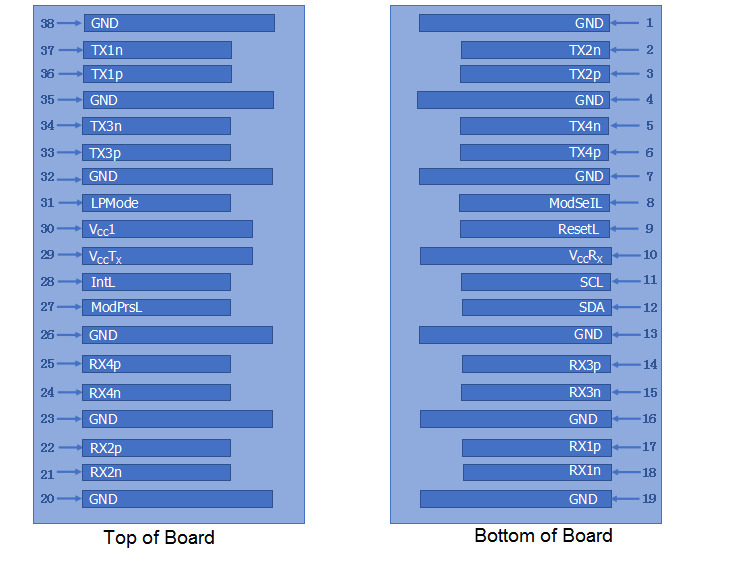 38 GND
37 TX1n
36 TX1p
35 GND
34 TX3n
33 TX3p
32 GND
31 LPMode
30 VCC1
29 VCCTX
28 IntL
27 ModPrsL
26 GND
25 RX4p
24 RX4n
23 GND
22 RX2p
21 RX2n
20 GND
Top of Board
GND 1
TX2n 2
TX2p 3
GND 4
TX4n 5
TX4p 6
GND 7
ModSelL 8
ResetL 9
VCCRX 10
SCL 11
SDA 12
GND 13
RX3p 14
RX3n 15
GND 16
RX1p 17
RX1n 18
GND 19
Bottom of Board